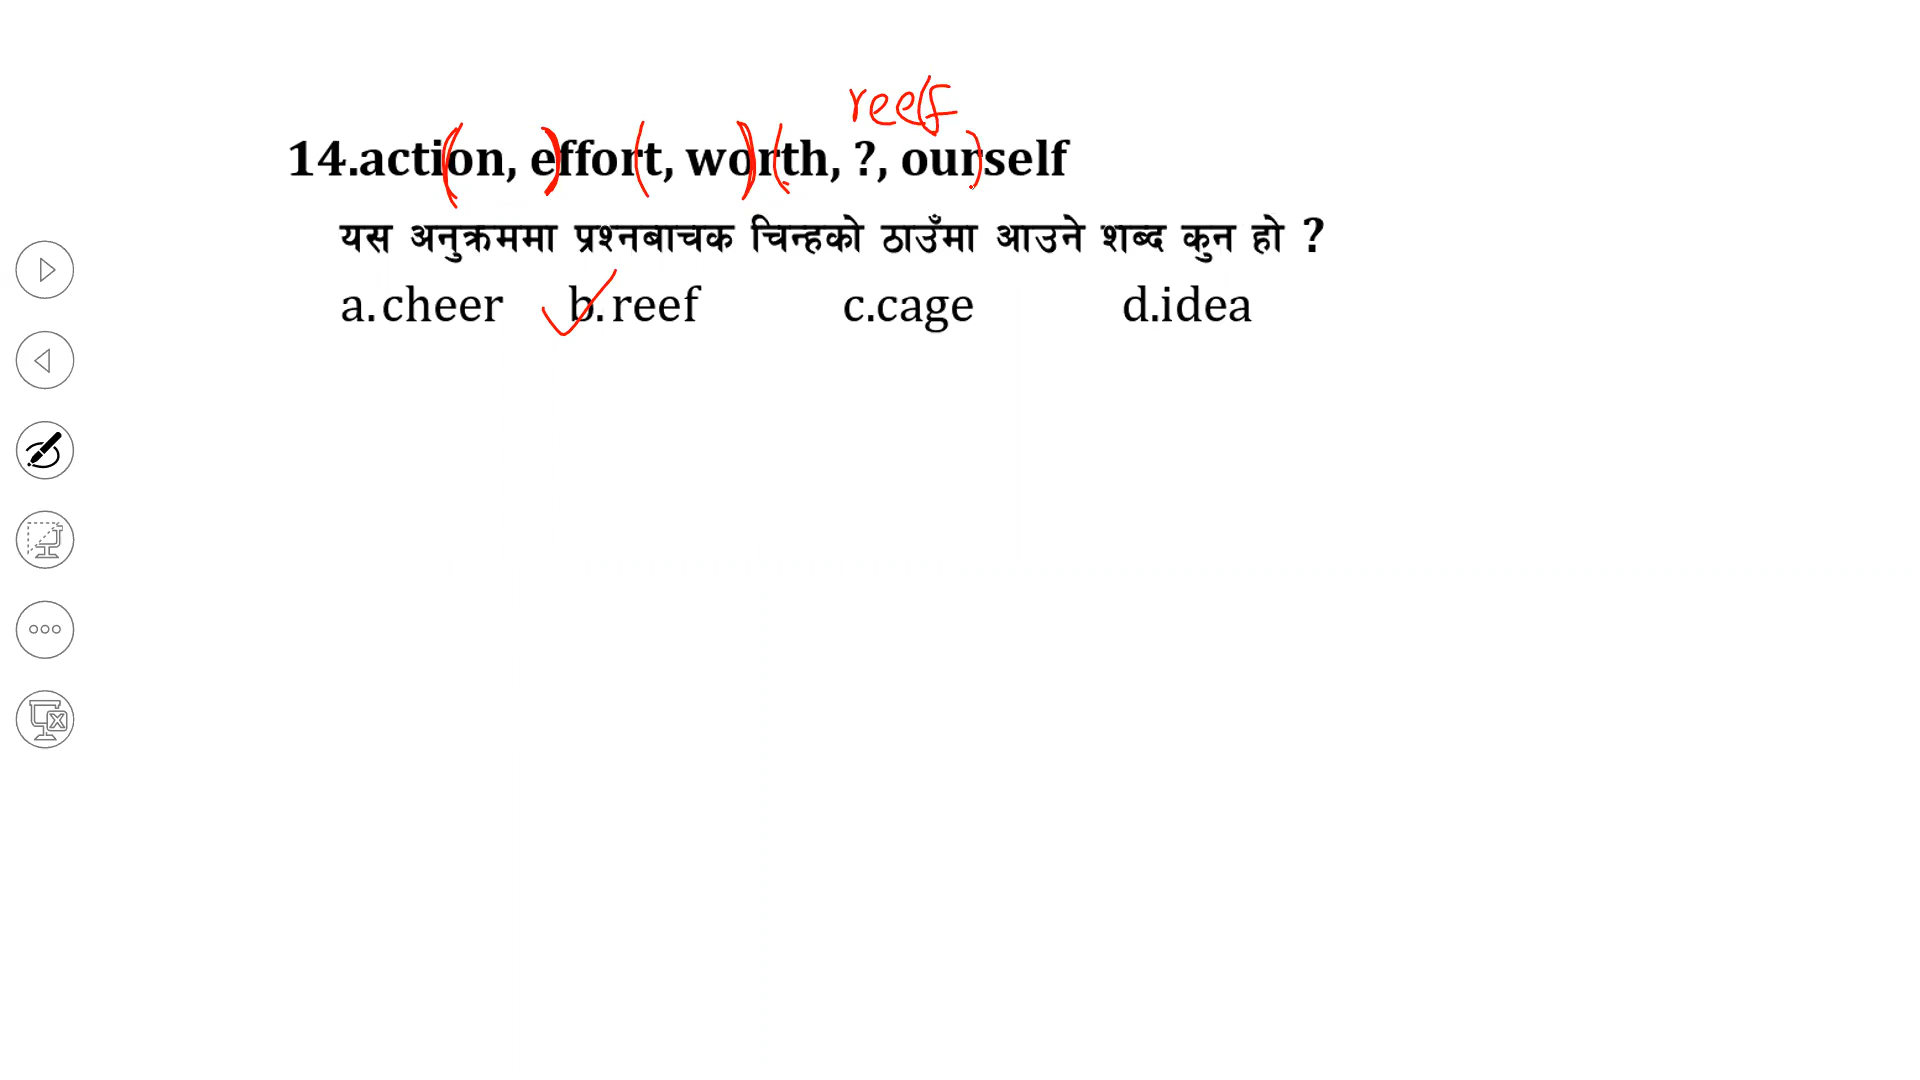 reef
14.action, effort, worth, ?, ourself
यस अनुक्रममा प्रश्नबाचक चिन्हको ठाउँमा आउने शब्द कुन हो ?
a.cheer b.reef c.cage d.idea